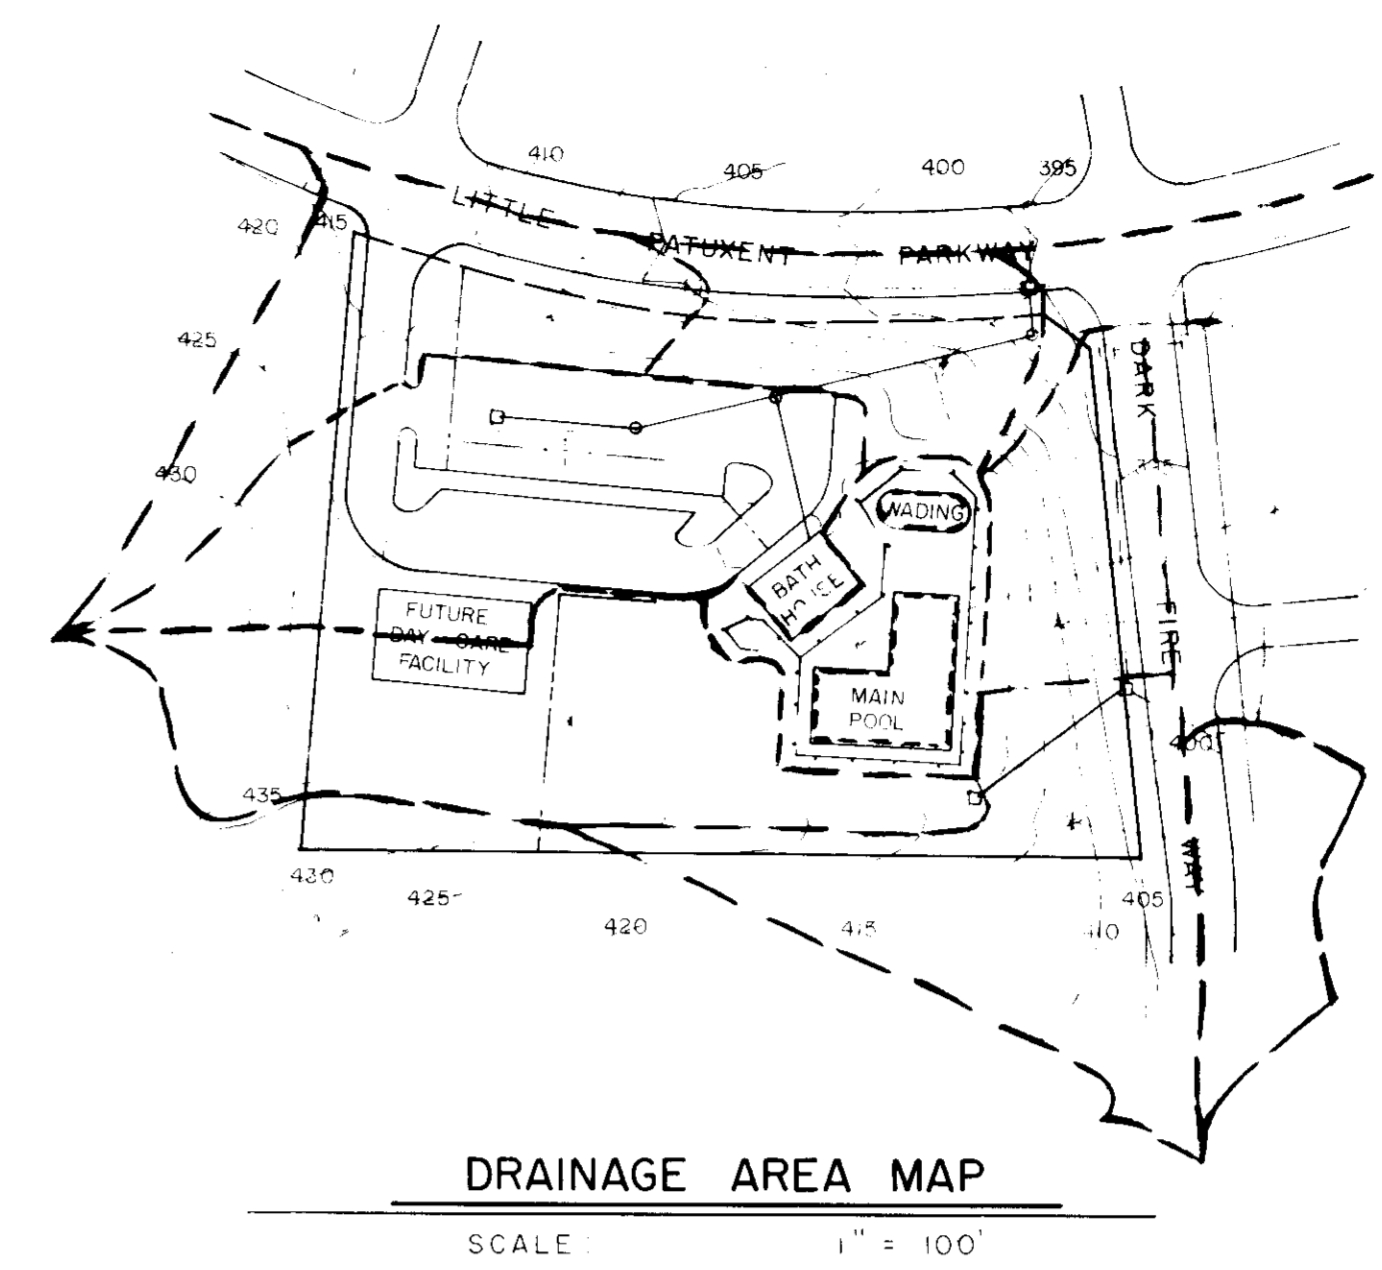 410
405
400
395
LITTLE PATUXENT PARKWAY
420
415
425
430
DARK FIRE WAY
WADING
BATH
HOUSE
FUTURE
DAY CARE
FACILITY
MAIN
POOL
400
435
430
425
420
415
410
405
DRAINAGE AREA MAP
SCALE: 1" = 100'